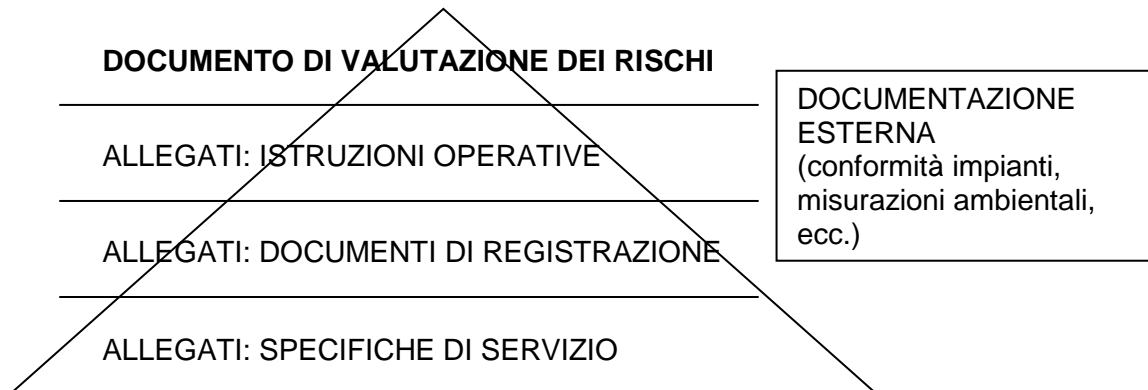 DOCUMENTO DI VALUTAZIONE DEI RISCHI
ALLEGATI: ISTRUZIONI OPERATIVE
ALLEGATI: DOCUMENTI DI REGISTRAZIONE
ALLEGATI: SPECIFICHE DI SERVIZIO
DOCUMENTAZIONE
ESTERNA
(conformità impianti,
misurazioni ambientali,
ecc.)